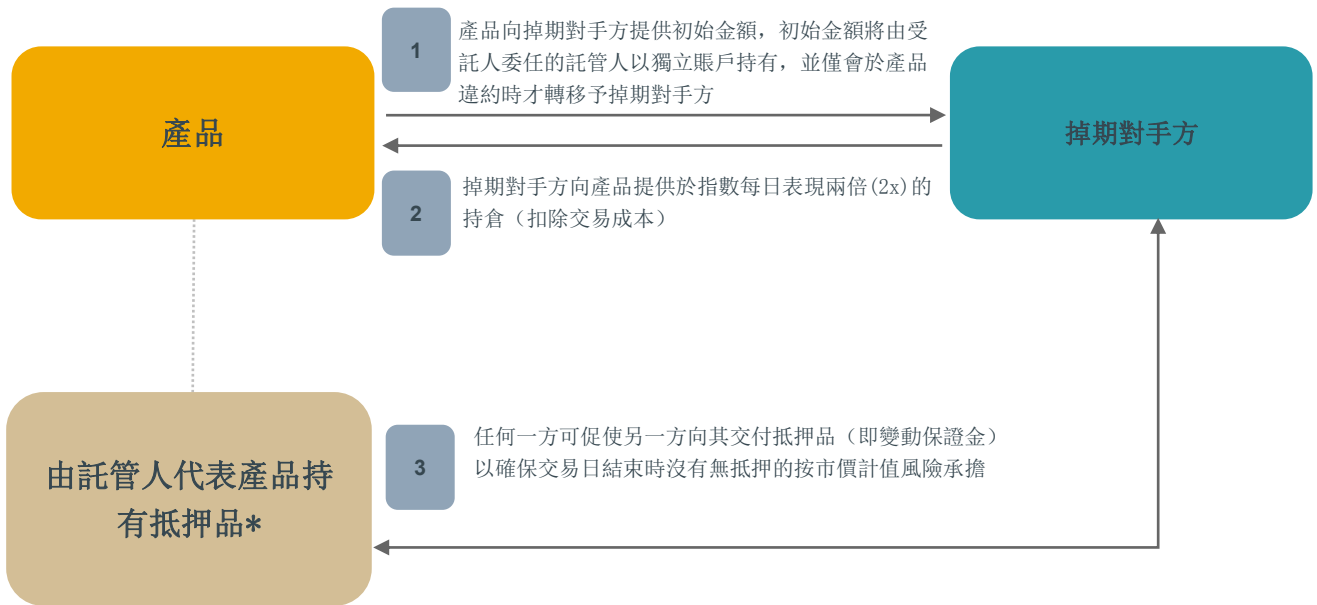 1
產品向掉期對手方提供初始金額，初始金額將由受
託人委任的託管人以獨立賬戶持有，並僅會於產品
違約時才轉移予掉期對手方
產品
掉期對手方
2
掉期對手方向產品提供於指數每日表現兩倍(2x)的
持倉（扣除交易成本）
由託管人代表產品持
有抵押品*
3
任何一方可促使另一方向其交付抵押品（即變動保證金）
以確保交易日結束時沒有無抵押的按市價計值風險承擔